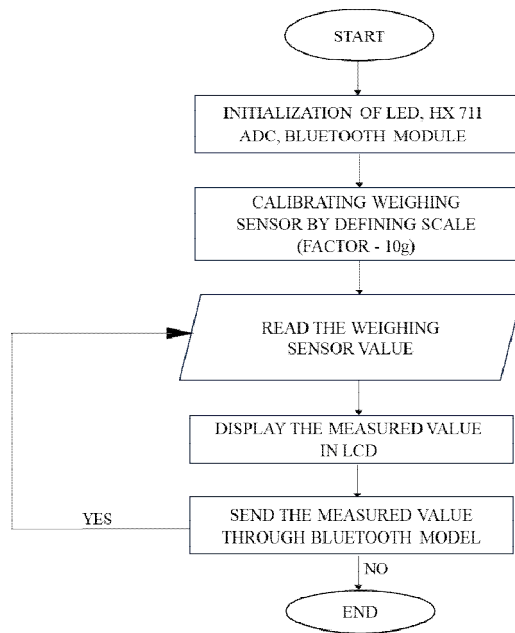 START
INITIALIZATION OF LED, HX 711
ADC, BLUETOOTH MODULE
CALIBRATING WEIGHING
SENSOR BY DEFINING SCALE
(FACTOR - 10g)
READ THE WEIGHING
SENSOR VALUE
DISPLAY THE MEASURED VALUE
IN LCD
YES
SEND THE MEASURED VALUE
THROUGH BLUETOOTH MODEL
NO
END